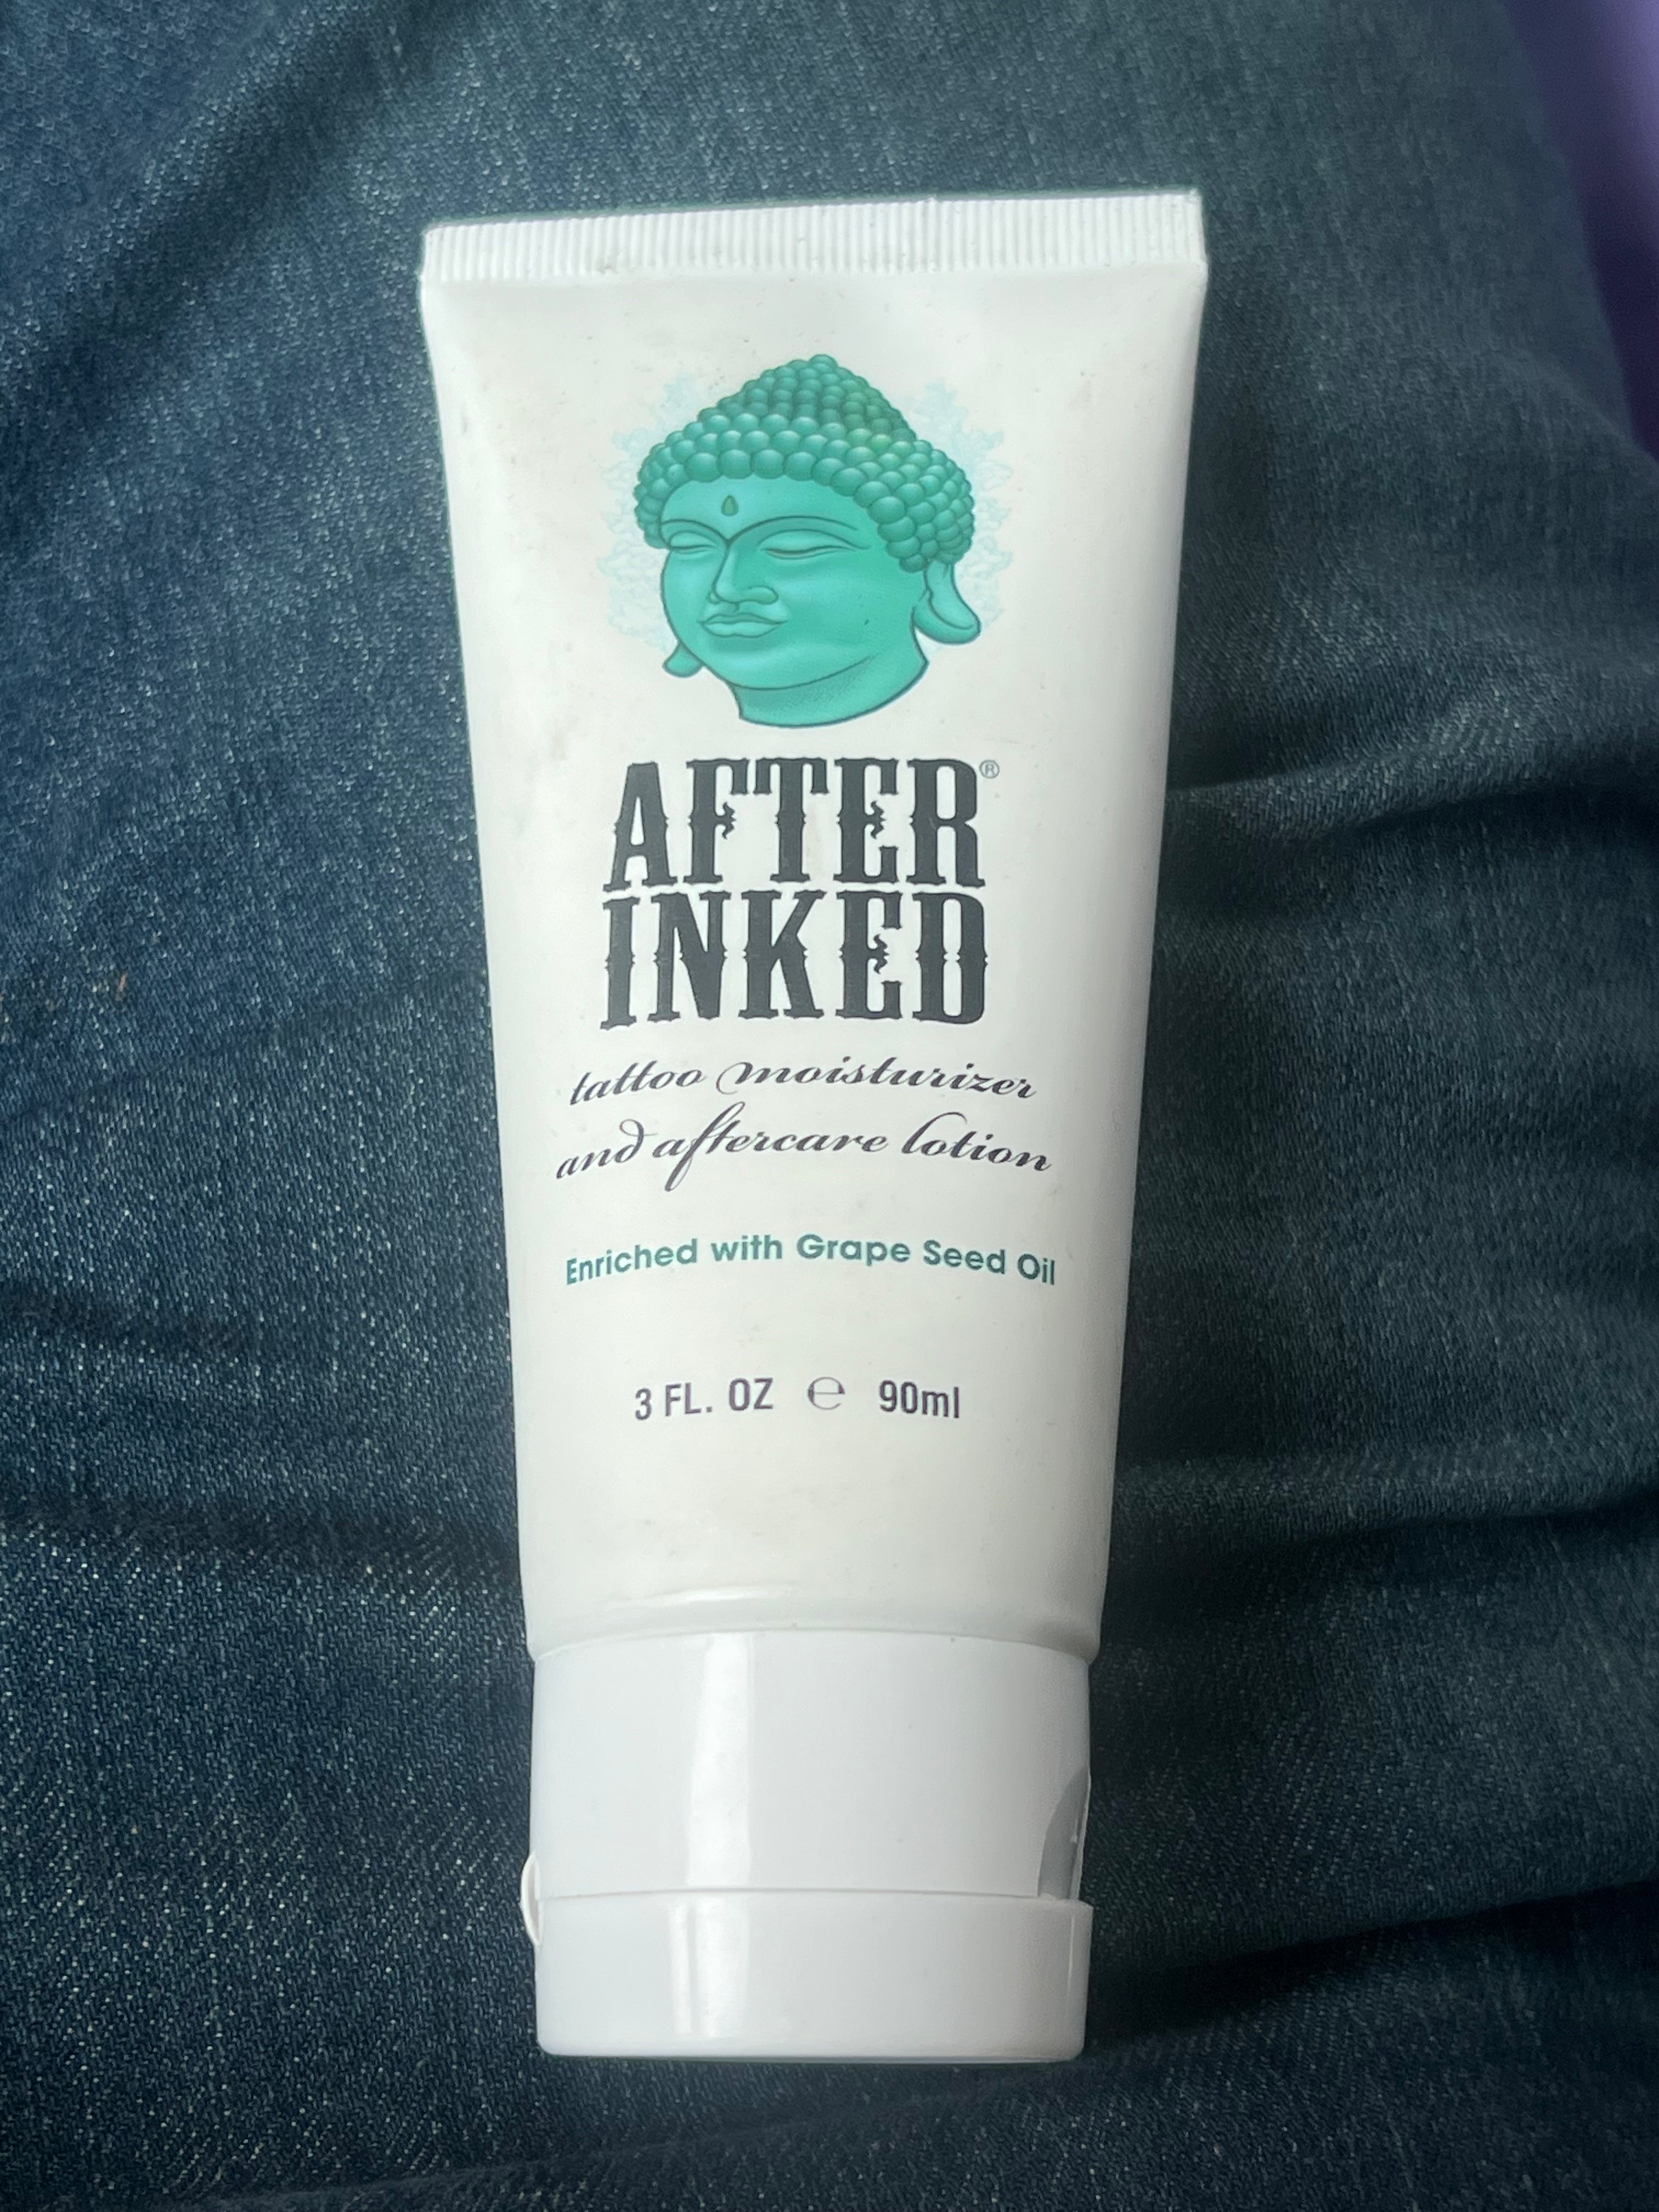 AFTER®
INKED
tattoo moisturizer
and aftercare lotion
Enriched with Grape Seed Oil
3 FL. OZ ℮ 90ml